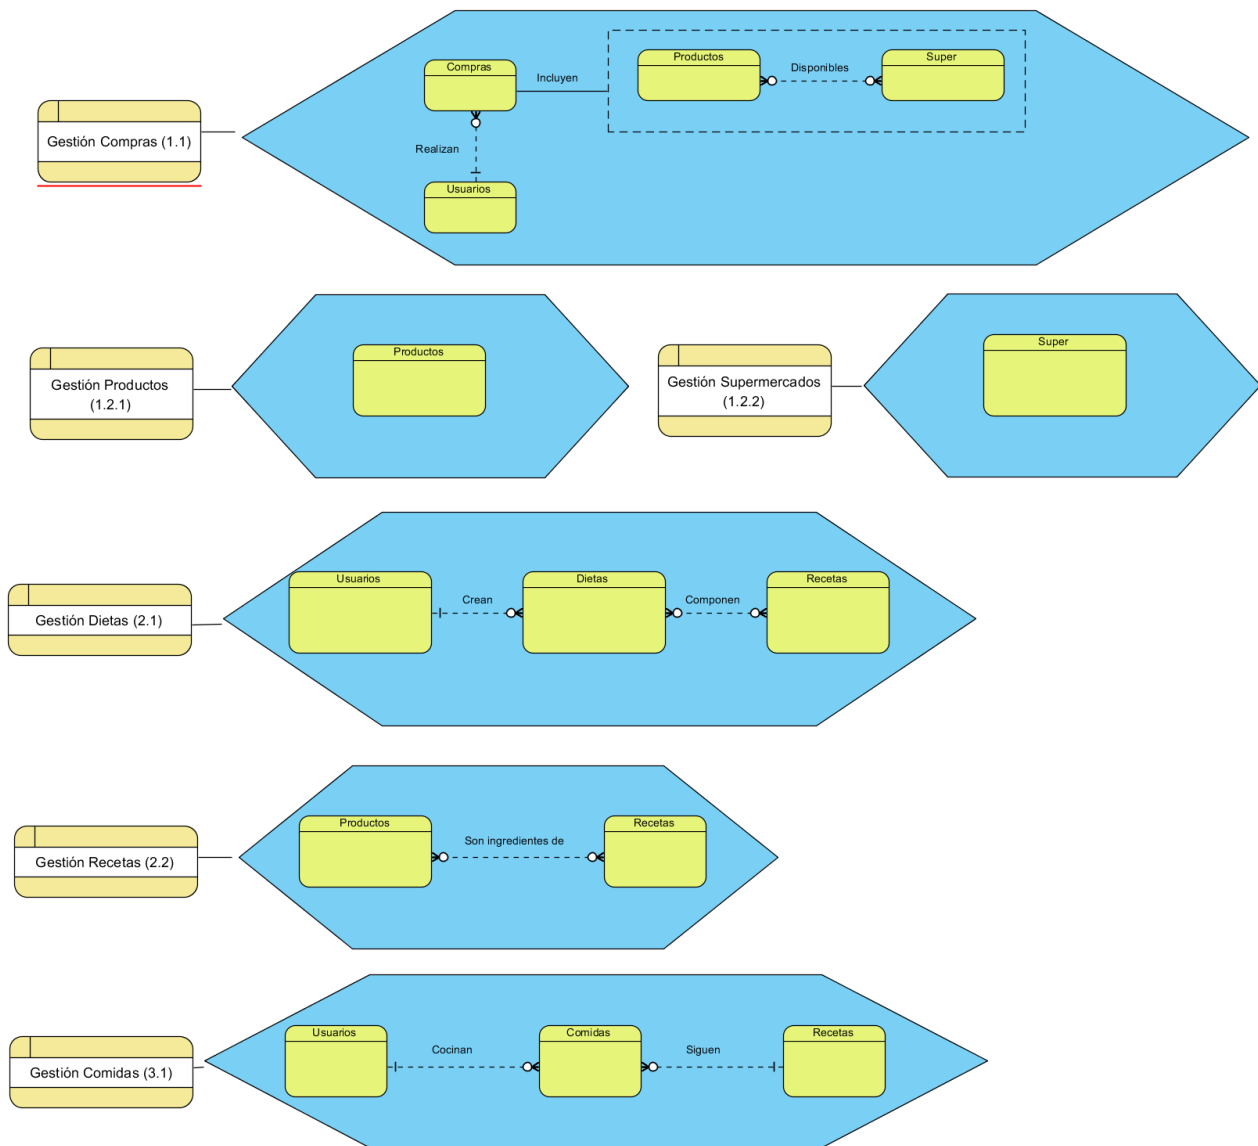 Compras
Incluyen
Productos
Disponibles
Super
Gestión Compras (1.1)
Realizan
Usuarios
Gestión Productos
(1.2.1)
Productos
Gestión Supermercados
(1.2.2)
Super
Gestión Dietas (2.1)
Usuarios
Crean
Dietas
Componen
Recetas
Gestión Recetas (2.2)
Productos
Son ingredientes de
Recetas
Gestión Comidas (3.1)
Usuarios
Cocinan
Comidas
Siguen
Recetas